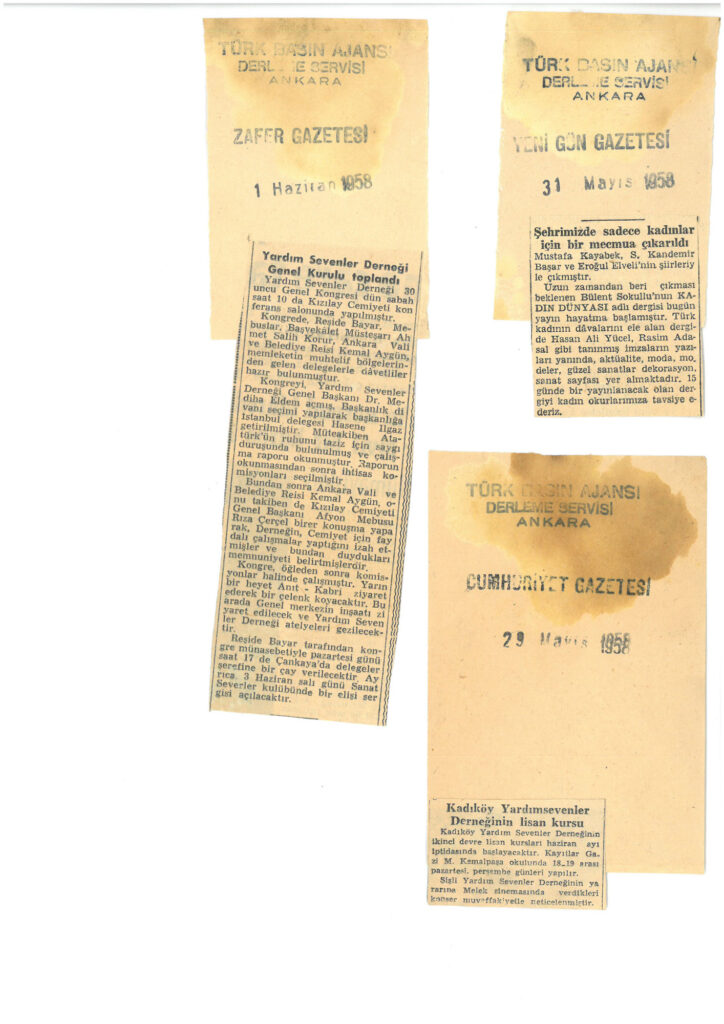 TÜRK BASIN AJANSI
DERLEME SERVİSİ
ANKARA
ZAFER GAZETESİ
1 Haziran 1958
Yardım Sevenler Derneği
Genel Kurulu toplandı
Yardım Sevenler Derneği 30
uncu Genel Kongresi dün sabah
saat 10 da Kızılay Cemiyeti kon
ferans salonunda yapılmıştır.
Kongrede, Reşide Bayar, Me-
buslar, Başvekâlet Müsteşarı Ah
met Salih Korur, Ankara Vali
ve Belediye Reisi Kemal Aygün,
memleketin muhtelif bölgelerin-
den gelen delegelerle dâvetliler
hazır bulunmuştur.
Kongreyi, Yardım Sevenler
Derneği Genel Başkanı Dr. Me-
diha Eldem açmış, Başkanlık di
vanı seçimi yapılarak başkanlığa
İstanbul delegesi Hasene Ilgaz
getirilmiştir. Müteakiben Ata-
türk'ün ruhunu taziz için saygı
duruşunda bulunulmuş ve çalış-
ma raporu okunmuştur. Raporun
okunmasından sonra ihtisas ko-
misyonları seçilmiştir.
Bundan sonra Ankara Vali ve
Belediye Reisi Kemal Aygün, o-
nu takiben de Kızılay Cemiyeti
Genel Başkanı Afyon Mebusu
Rıza Çerçel birer konuşma yapa
rak, Derneğin, Cemiyet için fay
dalı çalışmalar yaptığını izah et-
mişler ve bundan duydukları
memnuniyeti belirtmişlerdir.
Kongre, öğleden sonra komis-
yonlar halinde çalışmıştır. Yarın
bir heyet Anıt - Kabri ziyaret
ederek bir çelenk koyacaktır. Bu
arada Genel merkezin inşaatı zi
yaret edilecek ve Yardım Seven
ler Derneği atelyeleri gezilecek-
tir.
Reşide Bayar tarafından kon-
gre münasebetiyle pazartesi günü
saat 17 de Çankaya'da delegeler
şerefine bir çay verilecektir. Ay
rıca 3 Haziran salı günü Sanat
Severler kulübünde bir elişi ser
gisi açılacaktır.
TÜRK BASIN AJANSI
DERLEME SERVİSİ
ANKARA
YENİ GÜN GAZETESİ
31 Mayıs 1958
Şehrimizde sadece kadınlar
için bir mecmua çıkarıldı
Mustafa Kayabek, S, Kandemir
Başar ve Eroğul Elveli'nin şiirleriy
le çıkmıştır.
Uzun zamandan beri çıkması
beklenen Bülent Sokullu'nun KA-
DIN DÜNYASI adlı dergisi bugün
yayın hayatına başlamıştır. Türk
kadının dâvalarını ele alan dergi-
de Hasan Ali Yücel, Rasim Ada-
sal gibi tanınmış imzaların yazı-
ları yanında, aktüalite, moda, mo,
deler, güzel sanatlar dekorasyon,
sanat sayfası yer almaktadır. 15
günde bir yayınlanacak olan der-
giyi kadın okurlarımıza tavsiye e-
deriz.
TÜRK BASIN AJANSI
DERLEME SERVİSİ
ANKARA
CUMHURİYET GAZETESİ
29 Mayıs 1958
Kadıköy Yardımsevenler
Derneğinin lisan kursu
Kadıköy Yardım Sevenler Derneğinin
ikinci devre lisan kursları haziran ayı
iptidasında başlayacaktır. Kayıtlar Ga-
zi M. Kemalpaşa okulunda 18-19 arası
pazartesi, perşembe günleri yapılır.
Şişli Yardım Sevenler Derneğinin ya
rarına Melek sinemasında verdikleri
konser muvaffakiyetle neticelenmiştir.